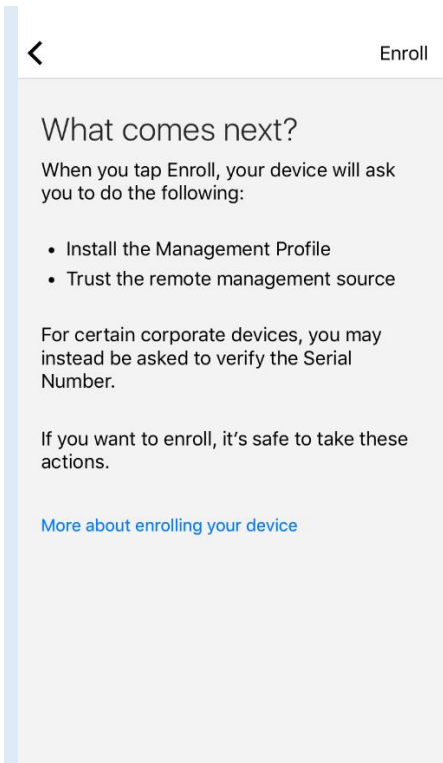 Enroll
What comes next?
When you tap Enroll, your device will ask
you to do the following:
• Install the Management Profile
• Trust the remote management source
For certain corporate devices, you may
instead be asked to verify the Serial
Number.
If you want to enroll, it’s safe to take these
actions.
More about enrolling your device